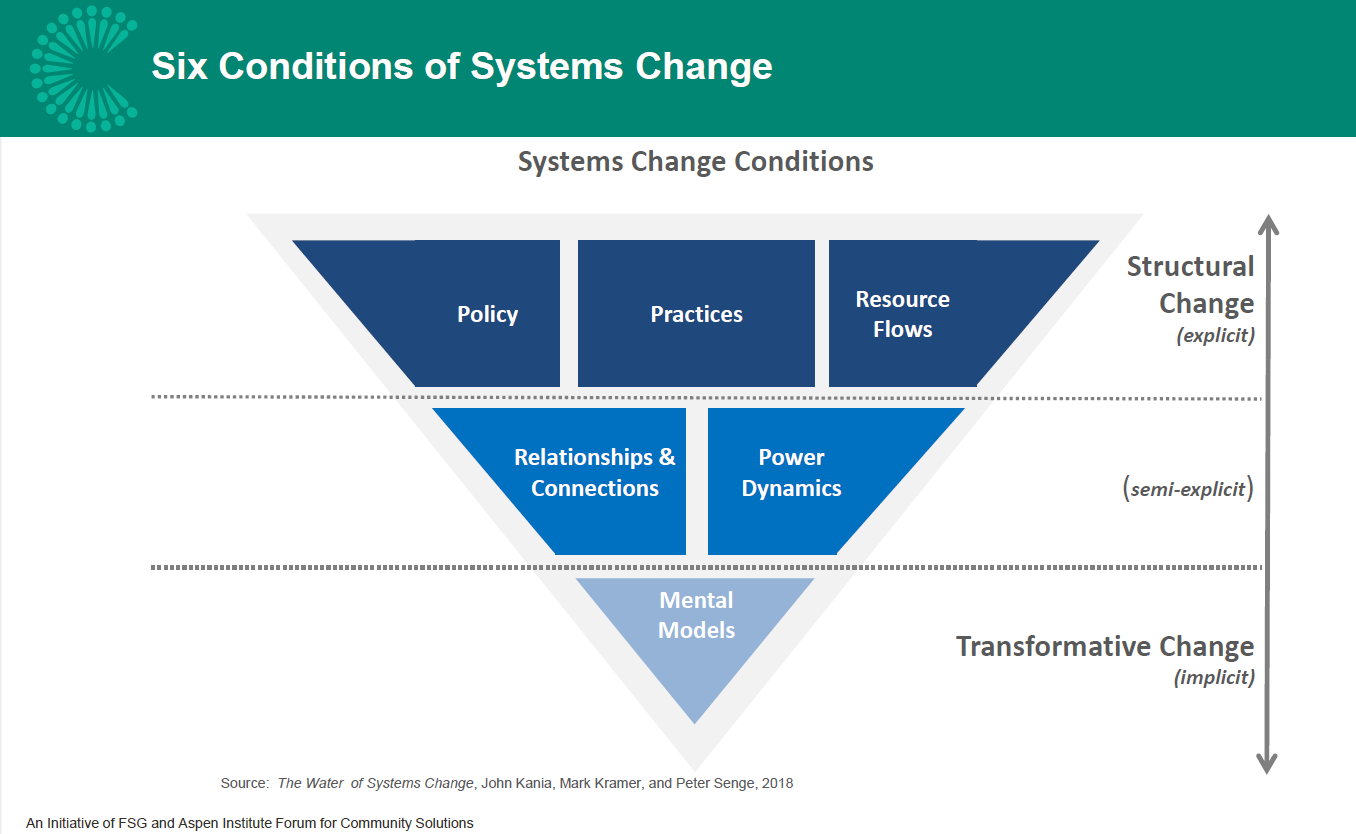 Six Conditions of Systems Change
Systems Change Conditions
Policy
Practices
Resource
Flows
Structural
Change
(explicit)
Relationships &
Connections
Power
Dynamics
(semi-explicit)
Mental
Models
Transformative Change
(implicit)
Source: The Water of Systems Change, John Kania, Mark Kramer, and Peter Senge, 2018
An Initiative of FSG and Aspen Institute Forum for Community Solutions